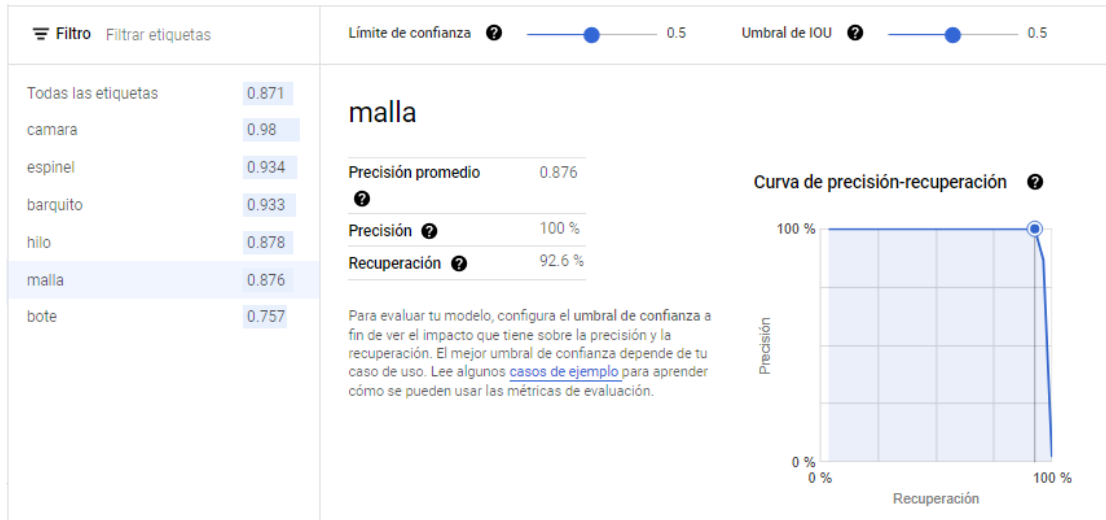 Filtro Filtrar etiquetas
Límite de confianza ? 0.5 Umbral de IOU ? 0.5
Todas las etiquetas 0.871
camara 0.98
espinel 0.934
barquito 0.933
hilo 0.878
malla 0.876
bote 0.757
malla
Precisión promedio ? 0.876
Precisión ? 100 %
Recuperación ? 92.6 %
Para evaluar tu modelo, configura el umbral de confianza a
fin de ver el impacto que tiene sobre la precisión y la
recuperación. El mejor umbral de confianza depende de tu
caso de uso. Lee algunos casos de ejemplo para aprender
cómo se pueden usar las métricas de evaluación.
Curva de precisión-recuperación ?
100 %
Precisión
0 %
0 % 100 %
Recuperación